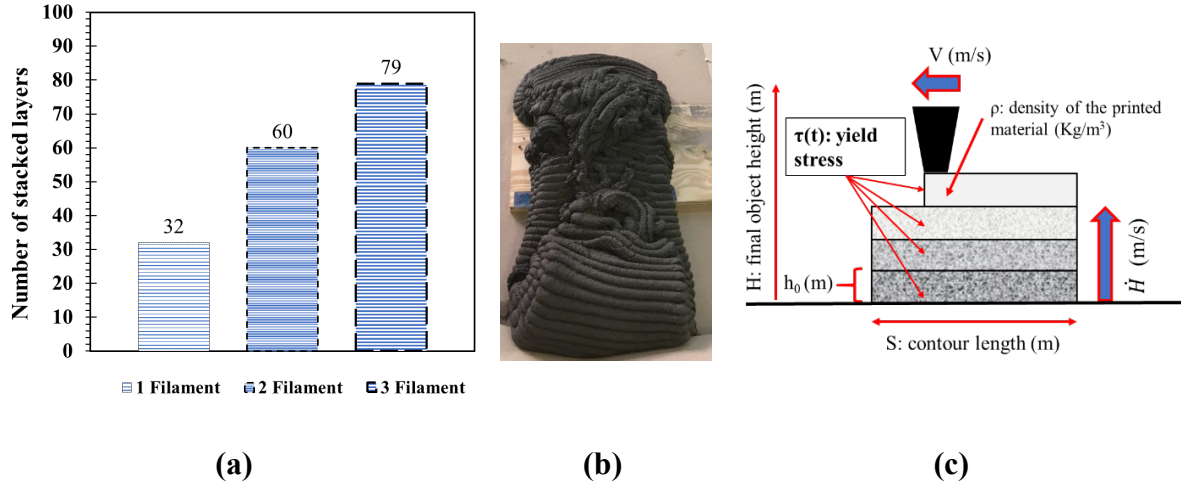 Number of stacked layers
100
90
80
70
60
50
40
30
20
10
0
32
60
79
1 Filament 2 Filament 3 Filament
(a)
(b)
V (m/s)
ρ: density of the printed
material (Kg/m³)
τ(t): yield
stress
H: final object height (m)
h₀ (m)
Ḣ (m/s)
S: contour length (m)
(c)